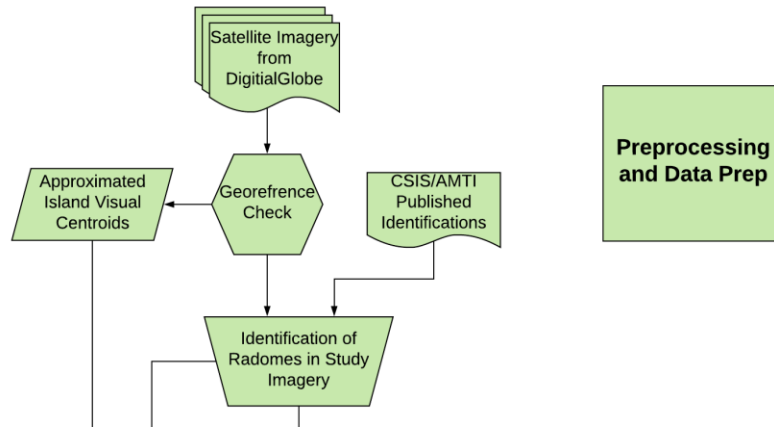 Satellite Imagery
from
DigitialGlobe
Preprocessing
and Data Prep
Approximated
Island Visual
Centroids
Georefrence
Check
CSIS/AMTI
Published
Identifications
Identification of
Radomes in Study
Imagery